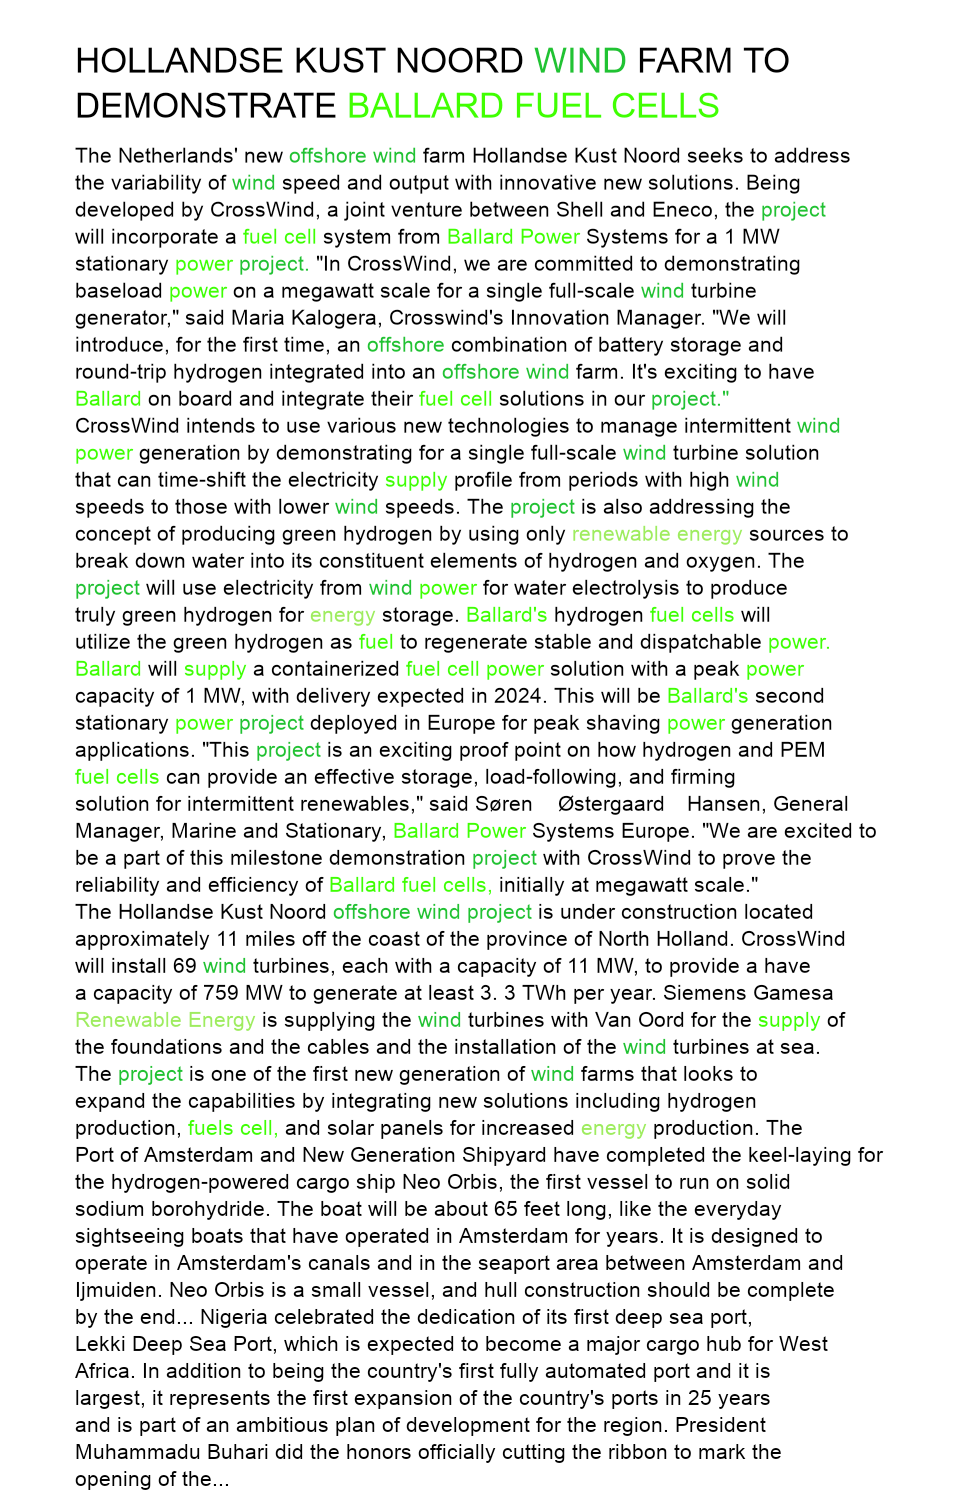 HOLLANDSE KUST NOORD WIND FARM TO
DEMONSTRATE BALLARD FUEL CELLS
The Netherlands' new offshore wind farm Hollandse Kust Noord seeks to address
the variability of wind speed and output with innovative new solutions. Being
developed by CrossWind, a joint venture between Shell and Eneco, the project
will incorporate a fuel cell system from Ballard Power Systems for a 1 MW
stationary power project. "In CrossWind, we are committed to demonstrating
baseload power on a megawatt scale for a single full-scale wind turbine
generator," said Maria Kalogera, Crosswind's Innovation Manager. "We will
introduce, for the first time, an offshore combination of battery storage and
round-trip hydrogen integrated into an offshore wind farm. It's exciting to have
Ballard on board and integrate their fuel cell solutions in our project."
CrossWind intends to use various new technologies to manage intermittent wind
power generation by demonstrating for a single full-scale wind turbine solution
that can time-shift the electricity supply profile from periods with high wind
speeds to those with lower wind speeds. The project is also addressing the
concept of producing green hydrogen by using only renewable energy sources to
break down water into its constituent elements of hydrogen and oxygen. The
project will use electricity from wind power for water electrolysis to produce
truly green hydrogen for energy storage. Ballard's hydrogen fuel cells will
utilize the green hydrogen as fuel to regenerate stable and dispatchable power.
Ballard will supply a containerized fuel cell power solution with a peak power
capacity of 1 MW, with delivery expected in 2024. This will be Ballard's second
stationary power project deployed in Europe for peak shaving power generation
applications. "This project is an exciting proof point on how hydrogen and PEM
fuel cells can provide an effective storage, load-following, and firming
solution for intermittent renewables," said Søren Østergaard Hansen, General
Manager, Marine and Stationary, Ballard Power Systems Europe. "We are excited to
be a part of this milestone demonstration project with CrossWind to prove the
reliability and efficiency of Ballard fuel cells, initially at megawatt scale."
The Hollandse Kust Noord offshore wind project is under construction located
approximately 11 miles off the coast of the province of North Holland. CrossWind
will install 69 wind turbines, each with a capacity of 11 MW, to provide a have
a capacity of 759 MW to generate at least 3. 3 TWh per year. Siemens Gamesa
Renewable Energy is supplying the wind turbines with Van Oord for the supply of
the foundations and the cables and the installation of the wind turbines at sea.
The project is one of the first new generation of wind farms that looks to
expand the capabilities by integrating new solutions including hydrogen
production, fuels cell, and solar panels for increased energy production. The
Port of Amsterdam and New Generation Shipyard have completed the keel-laying for
the hydrogen-powered cargo ship Neo Orbis, the first vessel to run on solid
sodium borohydride. The boat will be about 65 feet long, like the everyday
sightseeing boats that have operated in Amsterdam for years. It is designed to
operate in Amsterdam's canals and in the seaport area between Amsterdam and
Ijmuiden. Neo Orbis is a small vessel, and hull construction should be complete
by the end... Nigeria celebrated the dedication of its first deep sea port,
Lekki Deep Sea Port, which is expected to become a major cargo hub for West
Africa. In addition to being the country's first fully automated port and it is
largest, it represents the first expansion of the country's ports in 25 years
and is part of an ambitious plan of development for the region. President
Muhammadu Buhari did the honors officially cutting the ribbon to mark the
opening of the...